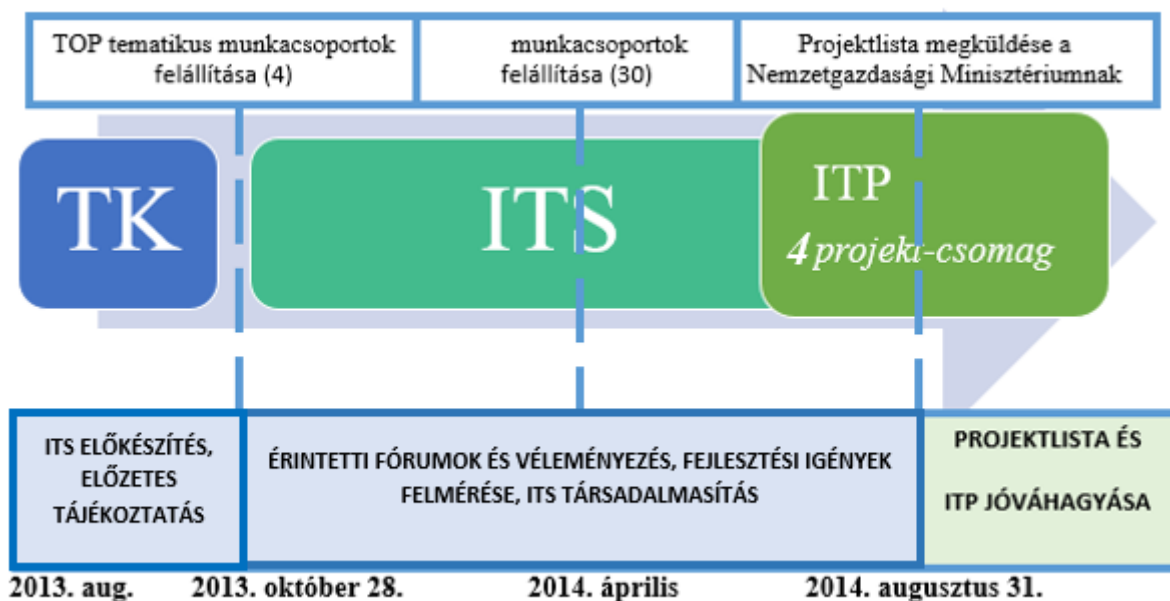 TOP tematikus munkacsoportok
felállítása (4)
munkacsoportok
felállítása (30)
Projektlista megküldése a
Nemzetgazdasági Minisztériumnak
TK
ITS
ITP
4 projekt-csomag
ITS ELŐKÉSZÍTÉS,
ELŐZETES
TÁJÉKOZTATÁS
ÉRINTETTI FÓRUMOK ÉS VÉLEMÉNYEZÉS, FEJLESZTÉSI IGÉNYEK
FELMÉRÉSE, ITS TÁRSADALMASÍTÁS
PROJEKTLISTA ÉS
ITP JÓVÁHAGYÁSA
2013. aug.
2013. október 28.
2014. április
2014. augusztus 31.